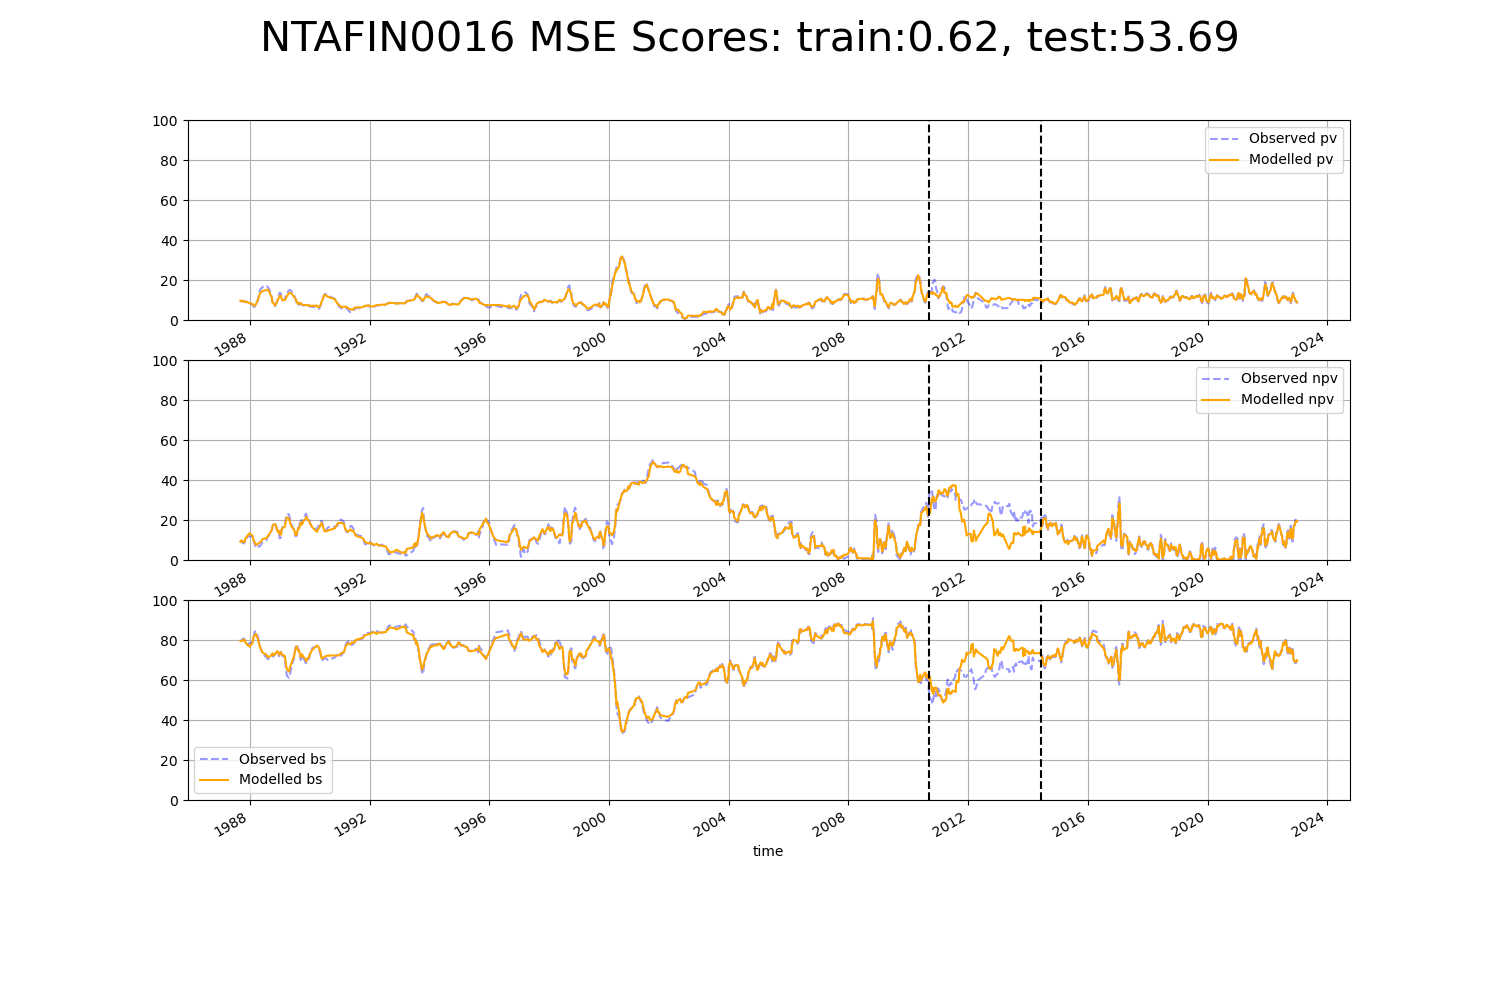 NTAFIN0016 MSE Scores: train:0.62, test:53.69
100
80
60
40
20
0
Observed pv
Modelled pv
1988 1992 1996 2000 2004 2008 2012 2016 2020 2024
100
80
60
40
20
0
Observed npv
Modelled npv
1988 1992 1996 2000 2004 2008 2012 2016 2020 2024
100
80
60
40
20
0
Observed bs
Modelled bs
1988 1992 1996 2000 2004 2008 2012 2016 2020 2024
time